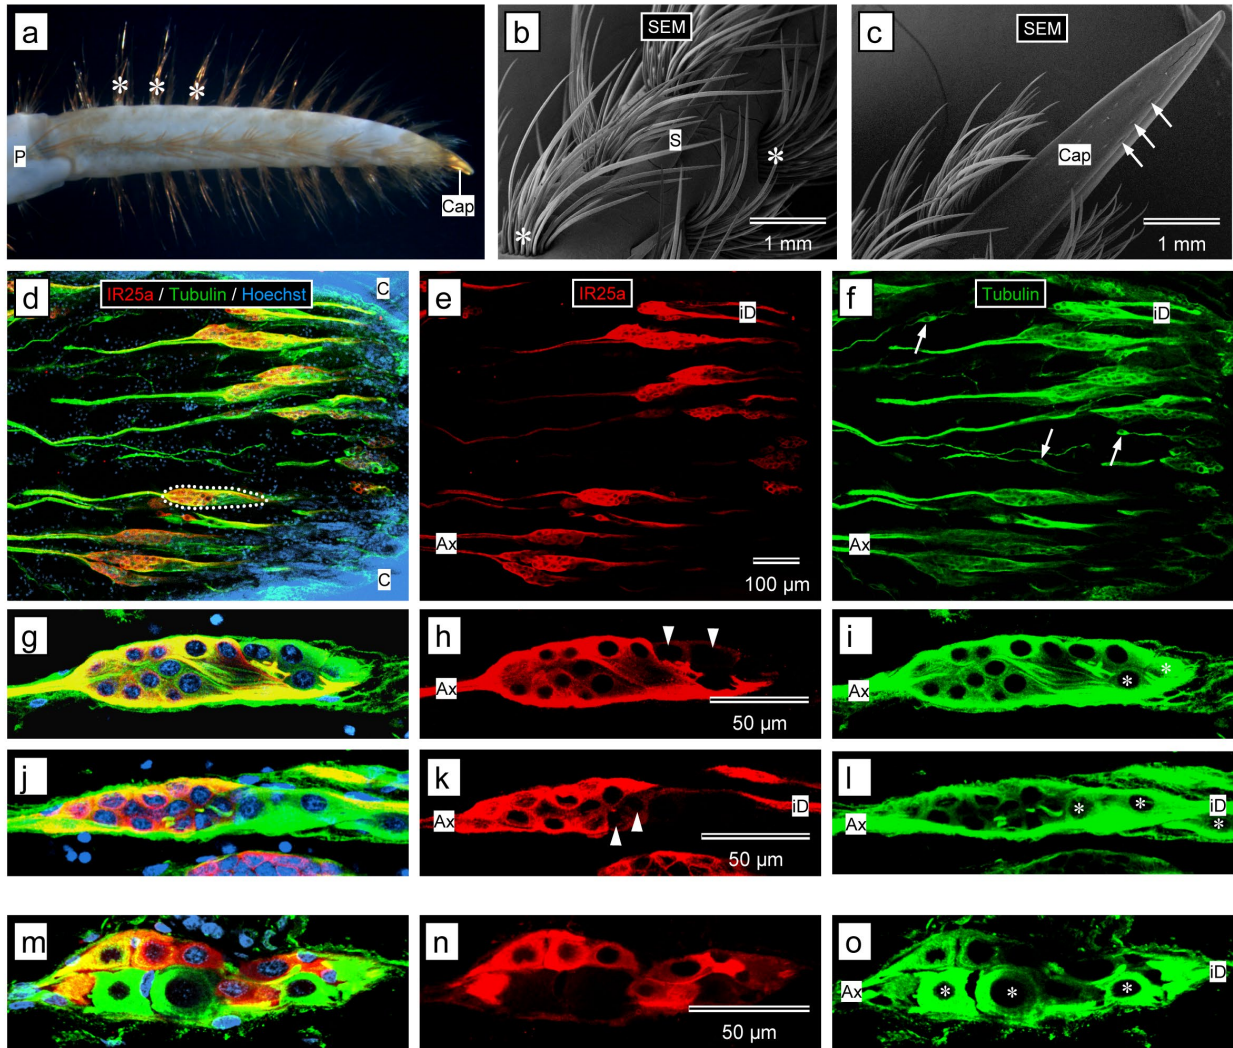 a
P
Cap
b
SEM
S
1 mm
c
SEM
Cap
1 mm
d
IR25a / Tubulin / Hoechst
C
C
e
IR25a
iD
Ax
100 µm
f
Tubulin
iD
Ax
g
h
Ax
50 µm
i
Ax
j
k
Ax
iD
50 µm
l
Ax
iD
m
n
50 µm
o
Ax
iD